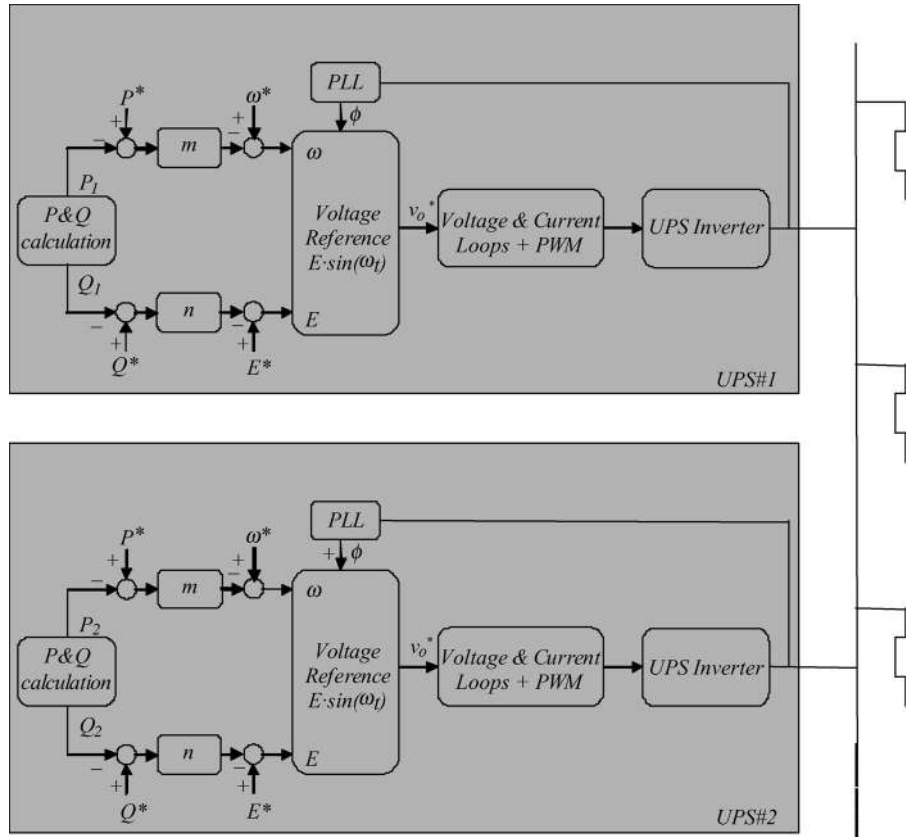 PLL
P*
ω*
ϕ
+
−
m
−
+
ω
P1
P&Q
calculation
Q1
Voltage
Reference
E·sin(ωt)
vo*
Voltage & Current
Loops + PWM
UPS Inverter
−
+
n
−
+
E
Q*
E*
UPS#1
PLL
P*
ω*
+
ϕ
+
−
m
−
+
ω
P2
P&Q
calculation
Q2
Voltage
Reference
E·sin(ωt)
vo*
Voltage & Current
Loops + PWM
UPS Inverter
−
+
n
−
+
E
Q*
E*
UPS#2